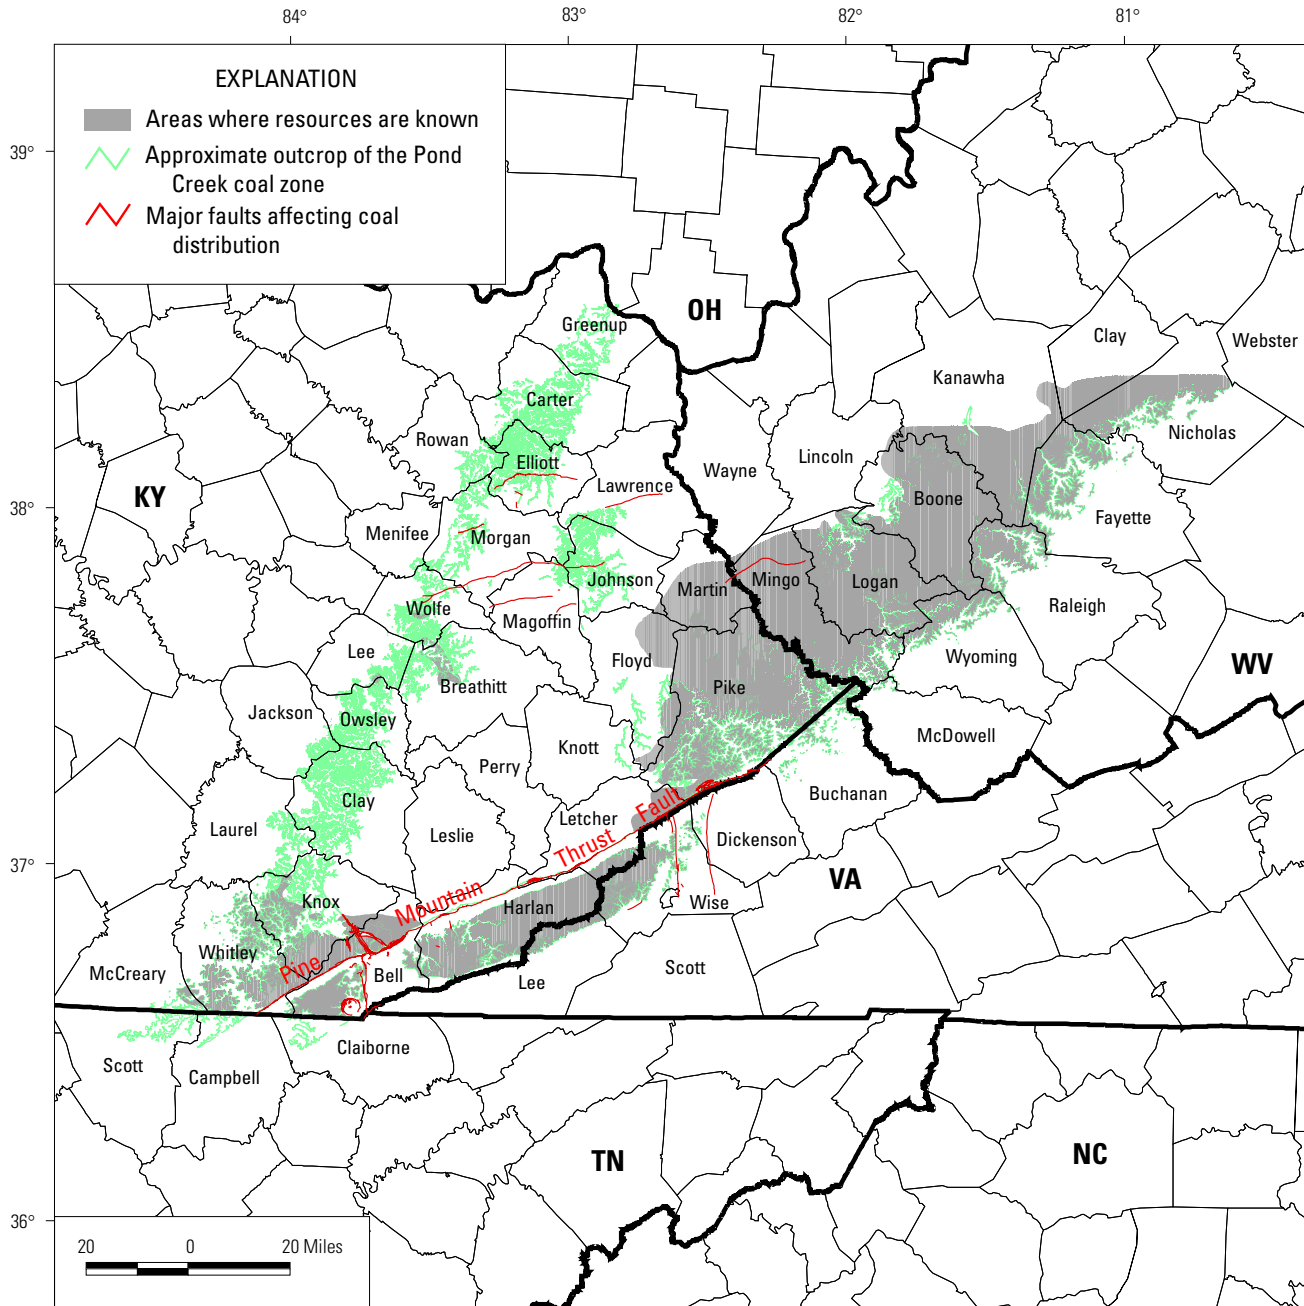 84°
83°
82°
81°
EXPLANATION
Areas where resources are known
Approximate outcrop of the Pond
Creek coal zone
Major faults affecting coal
distribution
39°
38°
37°
36°
OH
Greenup
Clay
Webster
Kanawha
Carter
Nicholas
Rowan
Elliott
Lincoln
Wayne
Lawrence
KY
Boone
Fayette
Menifee
Morgan
Johnson
Martin
Mingo
Logan
Raleigh
Wolfe
Magoffin
Lee
Floyd
Wyoming
WV
Breathitt
Pike
Jackson
Owsley
McDowell
Knott
Perry
Clay
Buchanan
Letcher
Laurel
Leslie
Dickenson
VA
Knox
Harlan
Wise
Pine Mountain Thrust Fault
Whitley
McCreary
Bell
Lee
Scott
Claiborne
Scott
Campbell
TN
NC
20 0 20 Miles